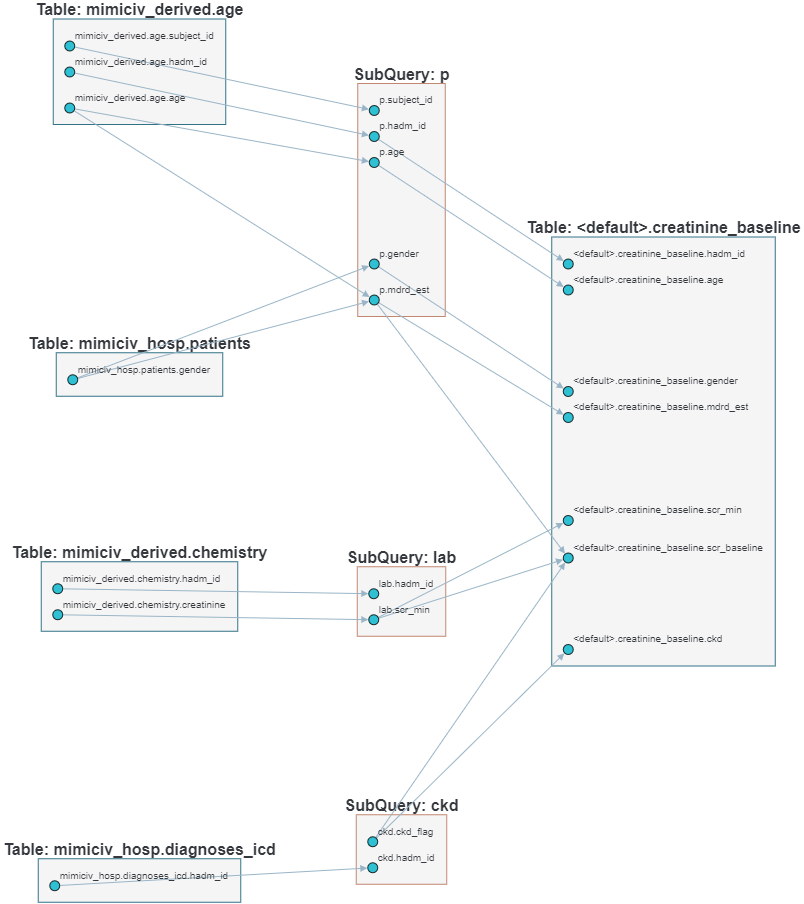 Table: mimiciv_derived.age
mimiciv_derived.age.subject_id
mimiciv_derived.age.hadm_id
mimiciv_derived.age.age
SubQuery: p
p.subject_id
p.hadm_id
p.age
p.gender
p.mdrd_est
Table: <default>.creatinine_baseline
<default>.creatinine_baseline.hadm_id
<default>.creatinine_baseline.age
<default>.creatinine_baseline.gender
<default>.creatinine_baseline.mdrd_est
<default>.creatinine_baseline.scr_min
<default>.creatinine_baseline.scr_baseline
<default>.creatinine_baseline.ckd
Table: mimiciv_hosp.patients
mimiciv_hosp.patients.gender
Table: mimiciv_derived.chemistry
mimiciv_derived.chemistry.hadm_id
mimiciv_derived.chemistry.creatinine
SubQuery: lab
lab.hadm_id
lab.scr_min
SubQuery: ckd
ckd.ckd_flag
ckd.hadm_id
Table: mimiciv_hosp.diagnoses_icd
mimiciv_hosp.diagnoses_icd.hadm_id